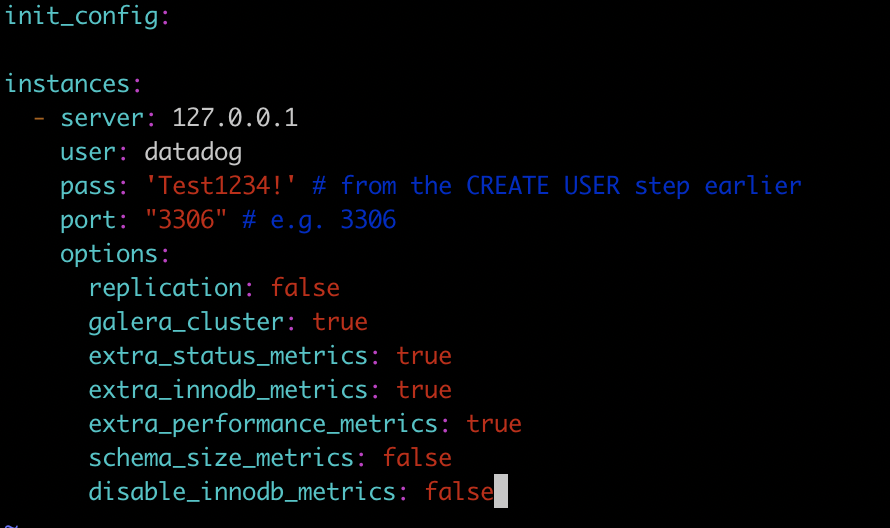 init_config:

instances:
  - server: 127.0.0.1
    user: datadog
    pass: 'Test1234!' # from the CREATE USER step earlier
    port: "3306" # e.g. 3306
    options:
      replication: false
      galera_cluster: true
      extra_status_metrics: true
      extra_innodb_metrics: true
      extra_performance_metrics: true
      schema_size_metrics: false
      disable_innodb_metrics: false
~